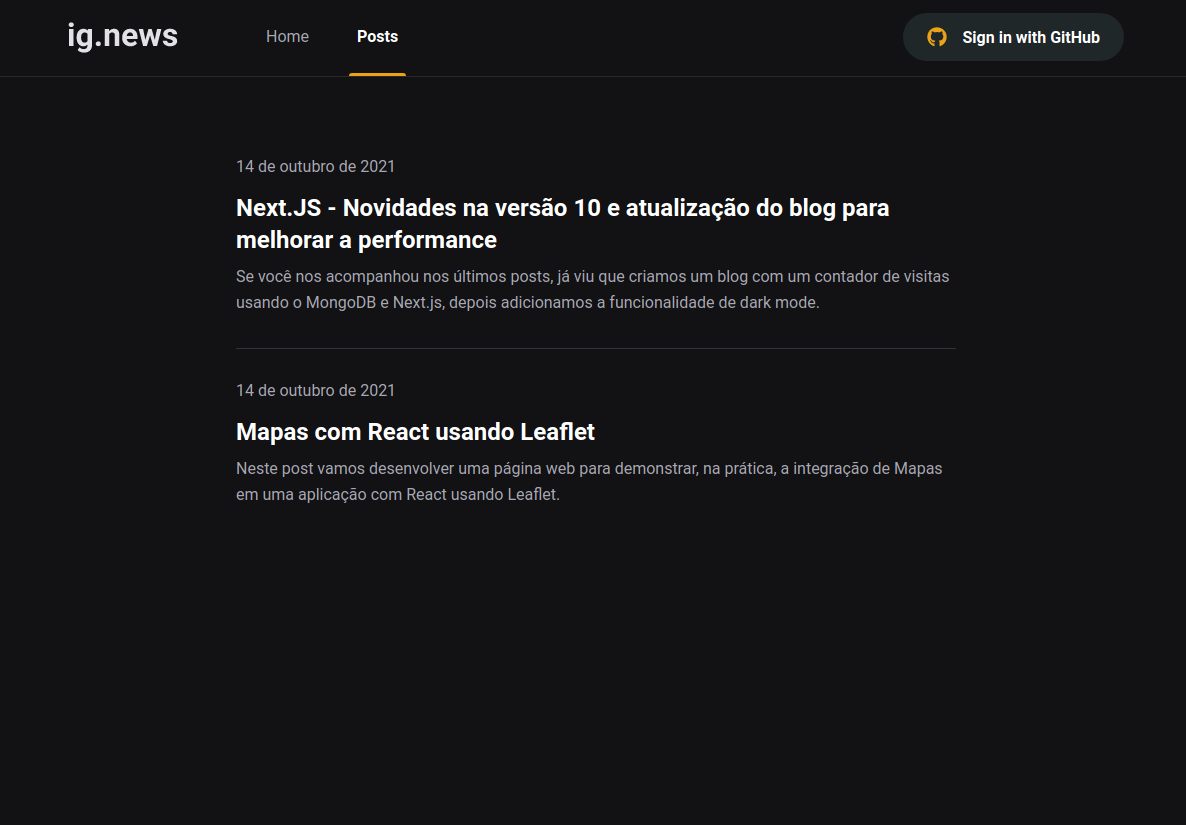 ig.news
Home
Posts
Sign in with GitHub
14 de outubro de 2021
Next.JS - Novidades na versão 10 e atualização do blog para
melhorar a performance
Se você nos acompanhou nos últimos posts, já viu que criamos um blog com um contador de visitas
usando o MongoDB e Next.js, depois adicionamos a funcionalidade de dark mode.
14 de outubro de 2021
Mapas com React usando Leaflet
Neste post vamos desenvolver uma página web para demonstrar, na prática, a integração de Mapas
em uma aplicação com React usando Leaflet.